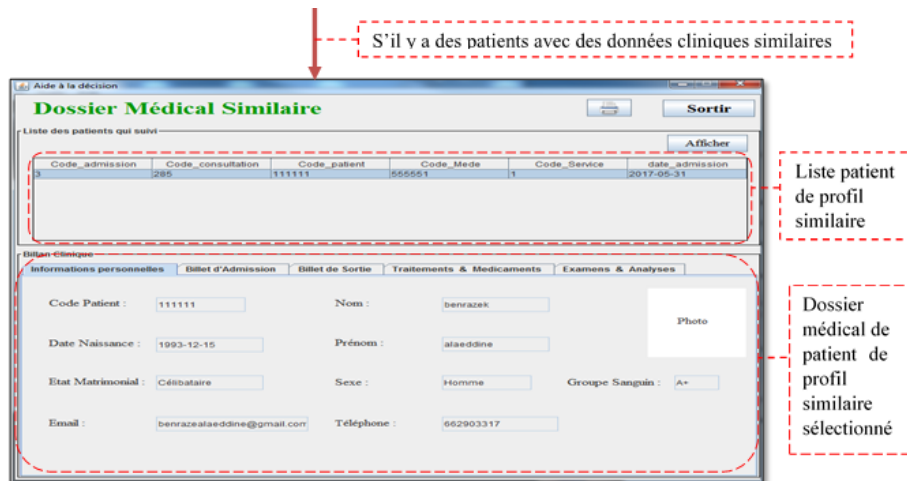 S'il y a des patients avec des données cliniques similaires
Aide à la décision
Dossier Médical Similaire
Sortir
Liste des patients qui suivi
Afficher
Code_admission Code_consultation Code_patient Code_Mede Code_Service date_admission
3 285 111111 555551 1 2017-05-31
Liste patient
de profil
similaire
Billan Clinique
Informations personnelles Billet d'Admission Billet de Sortie Traitements & Medicaments Examens & Analyses
Code Patient : 111111 Nom : benrazek
Photo
Date Naissance : 1993-12-15 Prénom : alaeddine
Etat Matrimonial : Célibataire Sexe : Homme Groupe Sanguin : A+
Email : benrazealaeddine@gmail.com Téléphone : 662903317
Dossier
médical de
patient de
profil
similaire
sélectionné